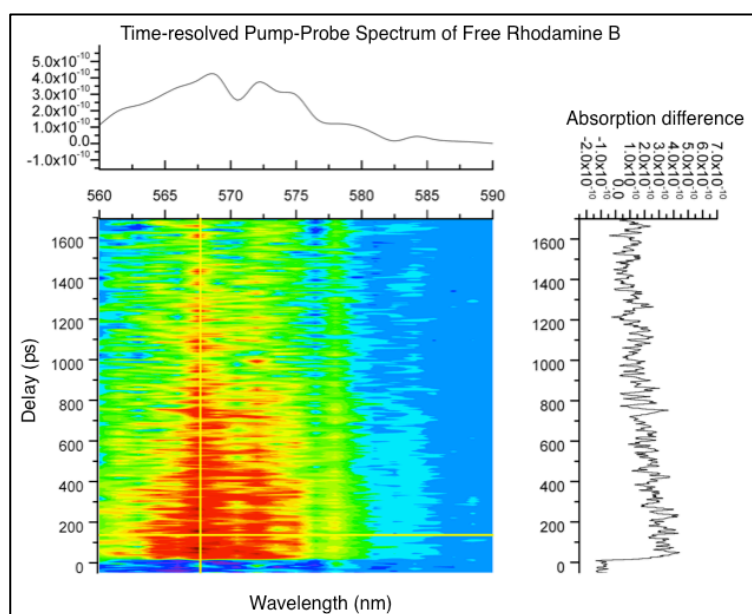 Time-resolved Pump-Probe Spectrum of Free Rhodamine B
5.0x10⁻¹⁰
4.0x10⁻¹⁰
3.0x10⁻¹⁰
2.0x10⁻¹⁰
1.0x10⁻¹⁰
0.0
-1.0x10⁻¹⁰
Absorption difference
-2.0x10⁻¹⁰
-1.0x10⁻¹⁰
0
1.0x10⁻¹⁰
2.0x10⁻¹⁰
3.0x10⁻¹⁰
4.0x10⁻¹⁰
5.0x10⁻¹⁰
6.0x10⁻¹⁰
7.0x10⁻¹⁰
560 565 570 575 580 585 590
1600
1400
1200
1000
800
600
400
200
0
Delay (ps)
Wavelength (nm)
1600
1400
1200
1000
800
600
400
200
0